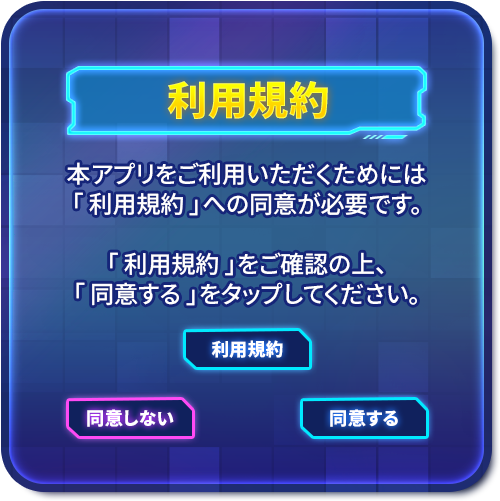 利用規約
本アプリをご利用いただくためには
「 利用規約 」への同意が必要です。
「 利用規約 」をご確認の上、
「 同意する 」をタップしてください。
利用規約
同意しない
同意する